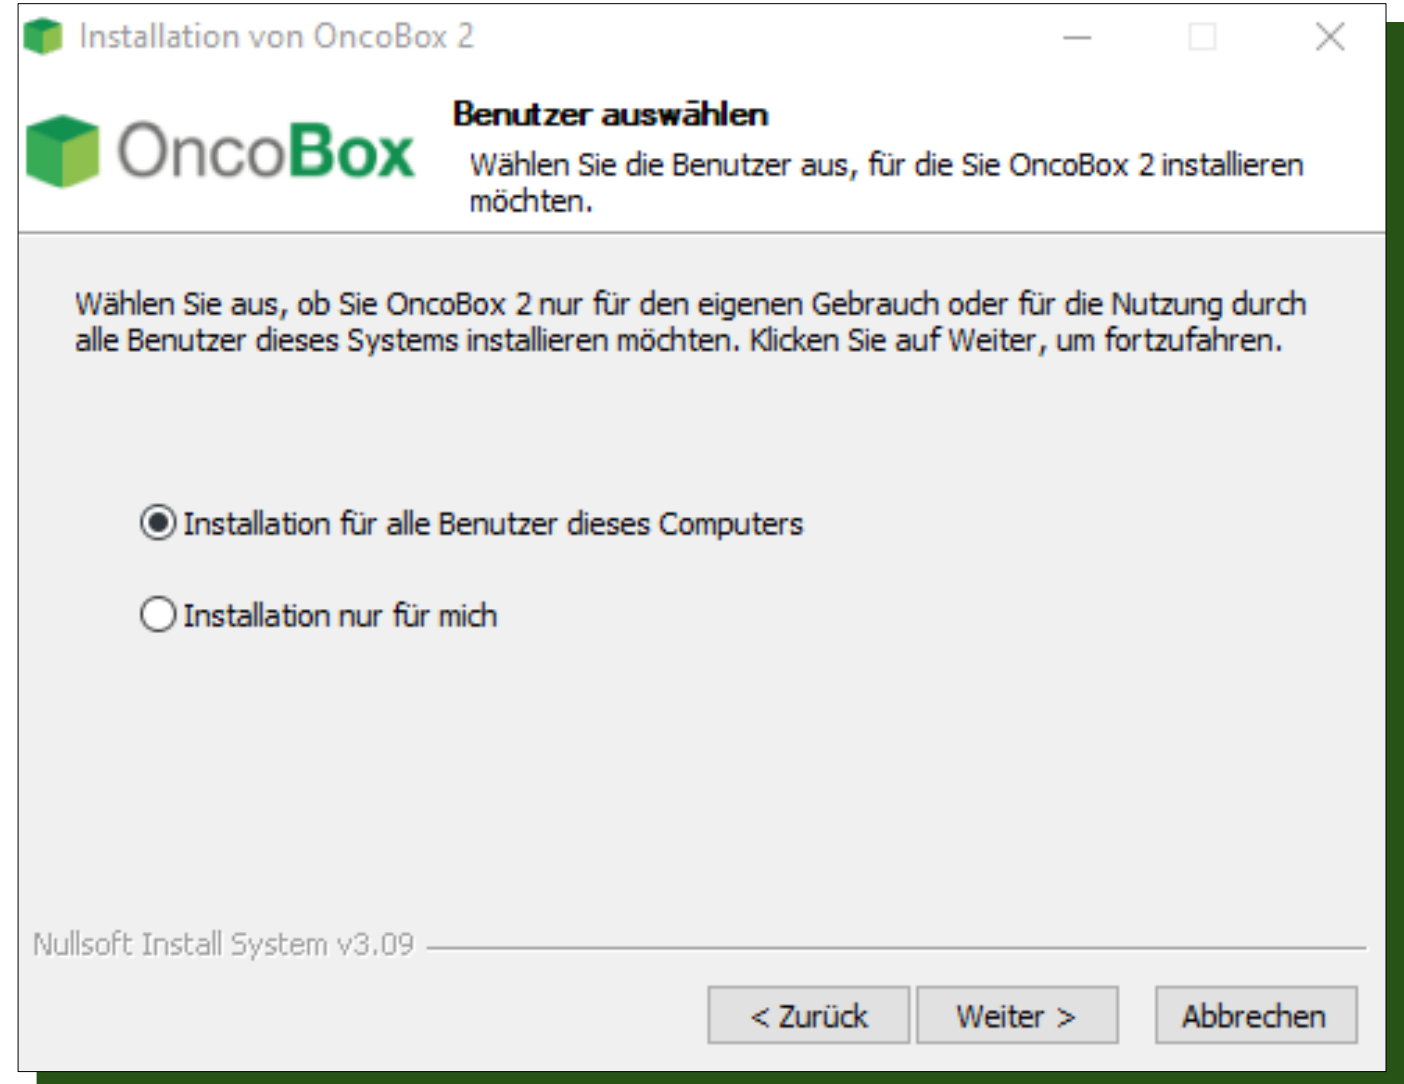 Installation von OncoBox 2
OncoBox
Benutzer auswählen
Wählen Sie die Benutzer aus, für die Sie OncoBox 2 installieren
möchten.
Wählen Sie aus, ob Sie OncoBox 2 nur für den eigenen Gebrauch oder für die Nutzung durch
alle Benutzer dieses Systems installieren möchten. Klicken Sie auf Weiter, um fortzufahren.
Installation für alle Benutzer dieses Computers
Installation nur für mich
Nullsoft Install System v3.09
< Zurück Weiter > Abbrechen